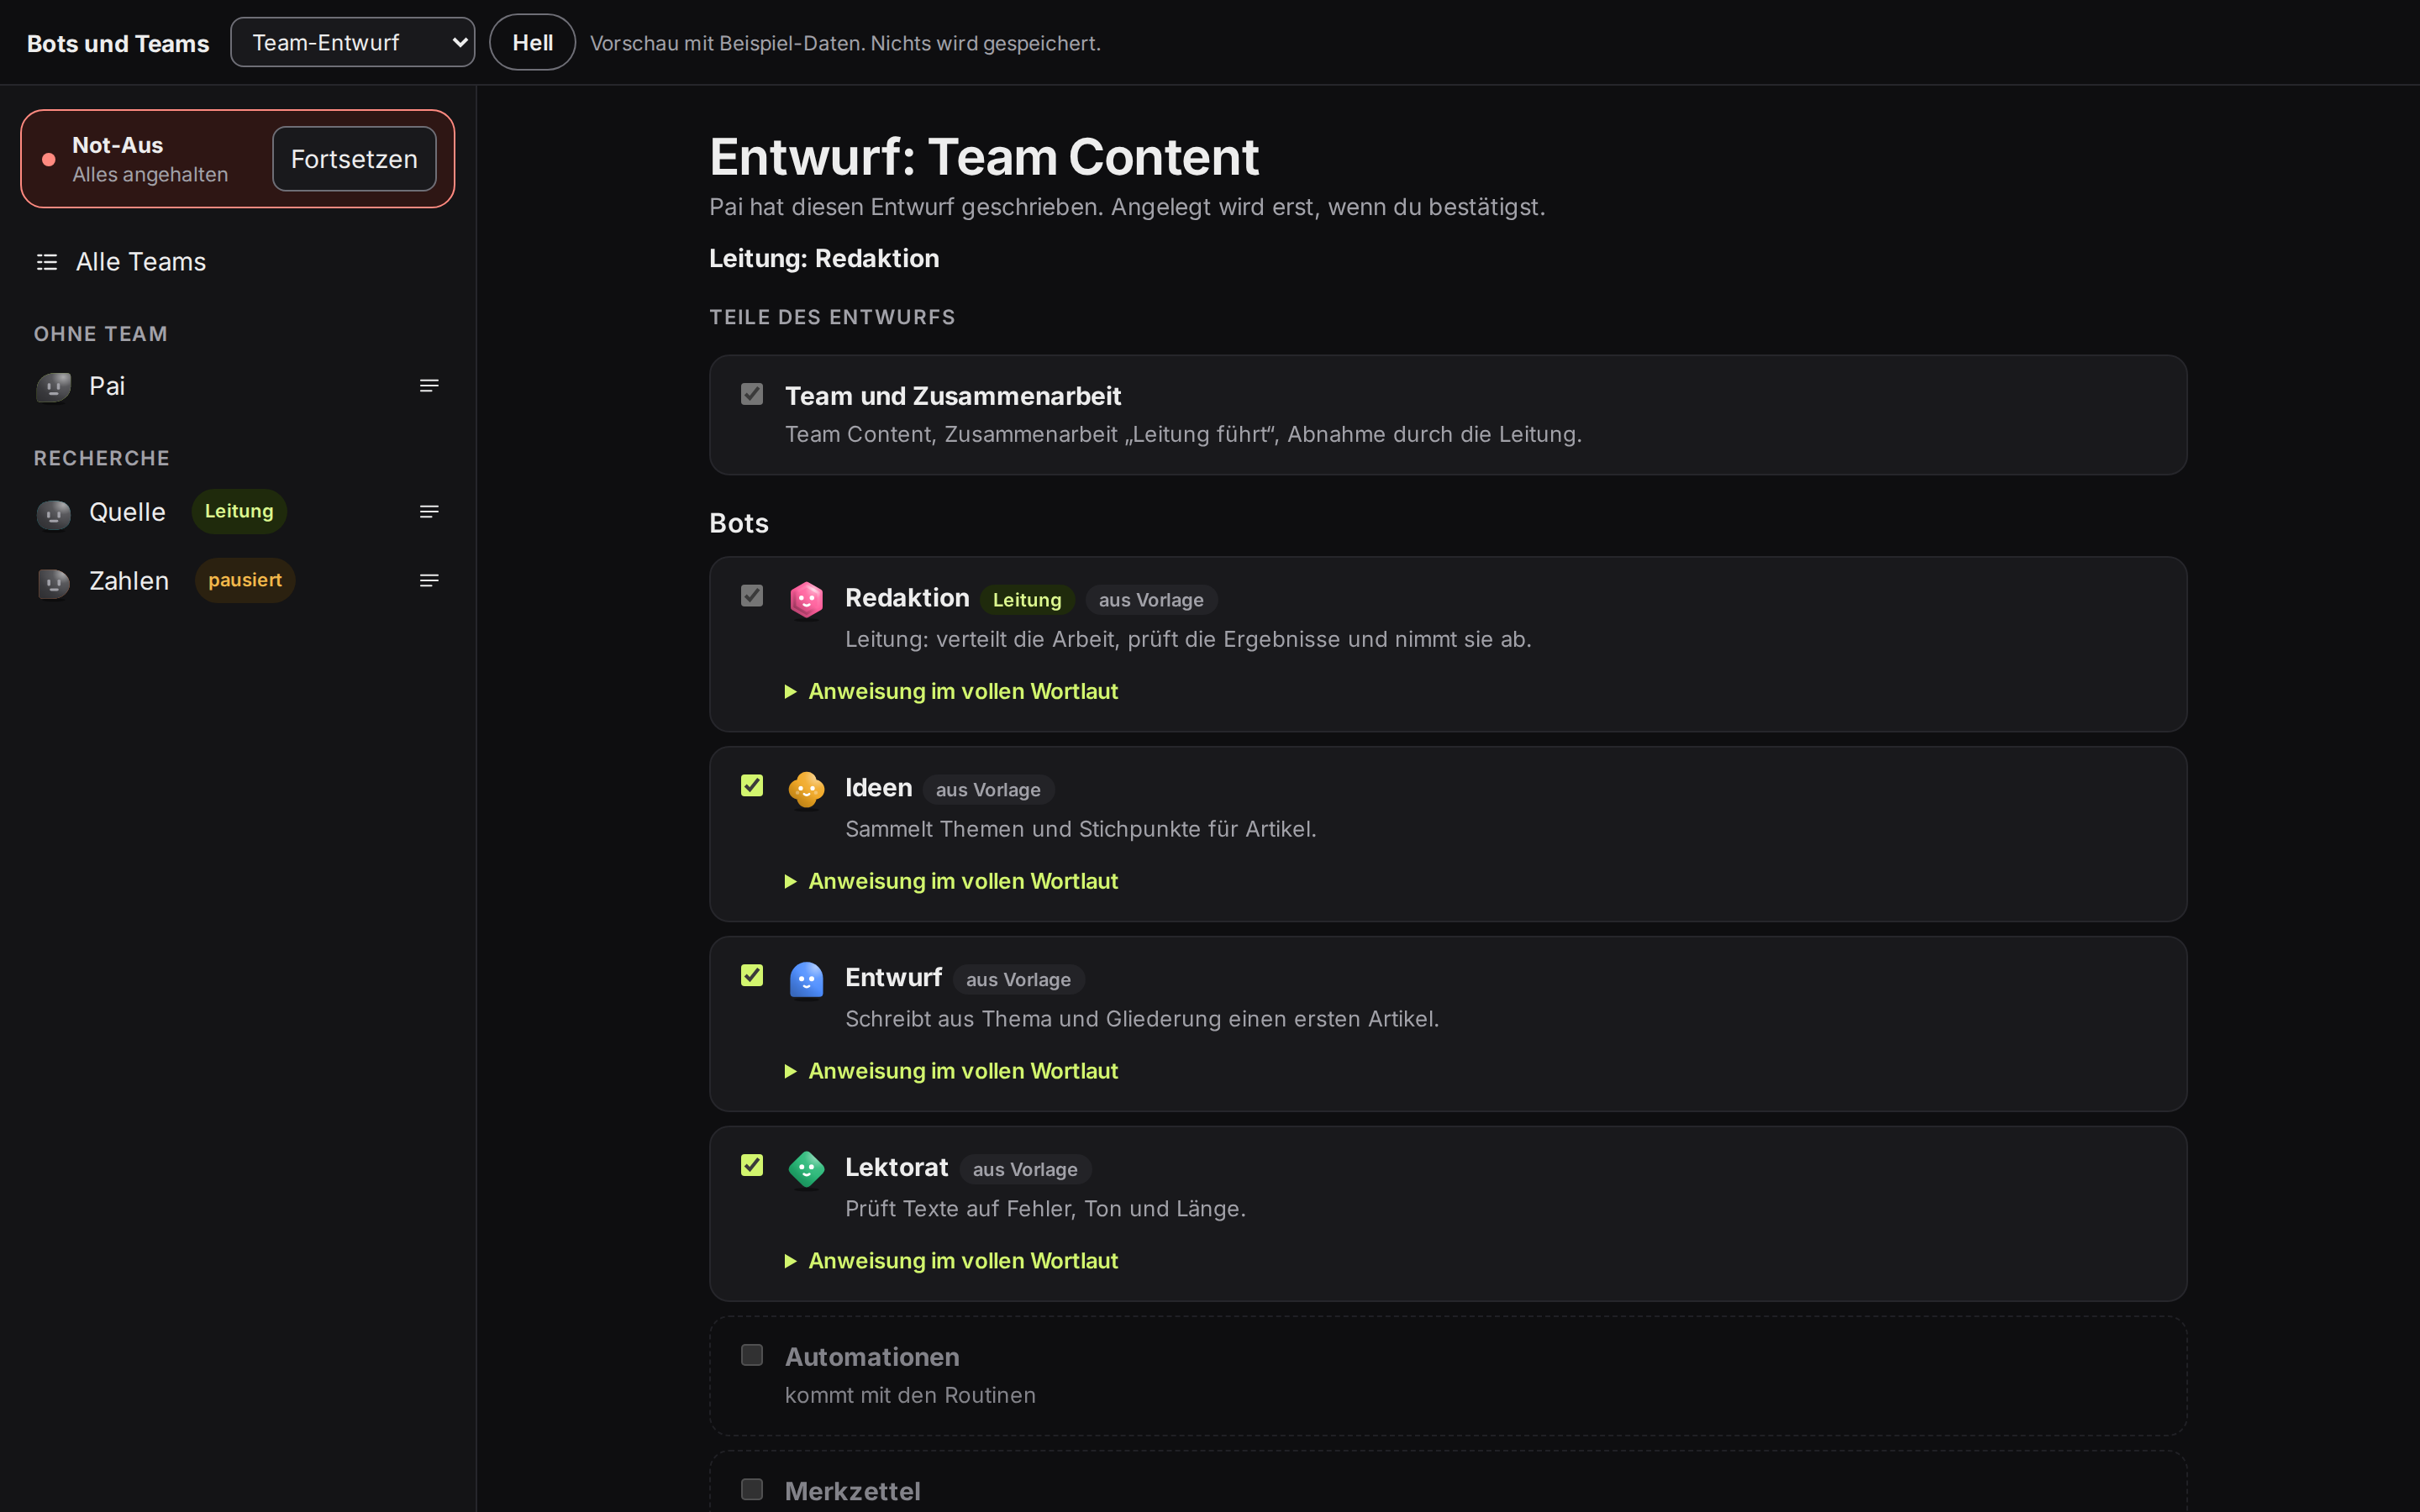 Bots und Teams
Team-Entwurf
Hell
Vorschau mit Beispiel-Daten. Nichts wird gespeichert.
Not-Aus
Alles angehalten
Fortsetzen
Alle Teams
OHNE TEAM
Pai
RECHERCHE
Quelle Leitung
Zahlen pausiert
Entwurf: Team Content
Pai hat diesen Entwurf geschrieben. Angelegt wird erst, wenn du bestätigst.
Leitung: Redaktion
TEILE DES ENTWURFS
Team und Zusammenarbeit
Team Content, Zusammenarbeit „Leitung führt“, Abnahme durch die Leitung.
Bots
Redaktion Leitung aus Vorlage
Leitung: verteilt die Arbeit, prüft die Ergebnisse und nimmt sie ab.
Anweisung im vollen Wortlaut
Ideen aus Vorlage
Sammelt Themen und Stichpunkte für Artikel.
Anweisung im vollen Wortlaut
Entwurf aus Vorlage
Schreibt aus Thema und Gliederung einen ersten Artikel.
Anweisung im vollen Wortlaut
Lektorat aus Vorlage
Prüft Texte auf Fehler, Ton und Länge.
Anweisung im vollen Wortlaut
Automationen
kommt mit den Routinen
Merkzettel